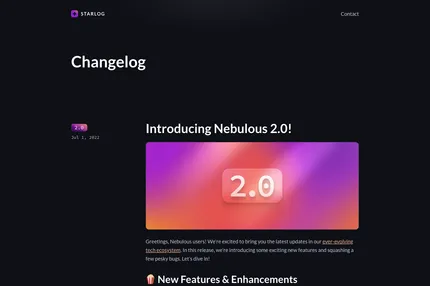 STARLOG
Contact
Changelog
2.0
Jul 1, 2022
Introducing Nebulous 2.0!
2.0
Greetings, Nebulous users! We're excited to bring you the latest updates in our ever-evolving
tech ecosystem. In this release, we're introducing some exciting new features and squashing a
few pesky bugs. Let's dive in!
🍿 New Features & Enhancements